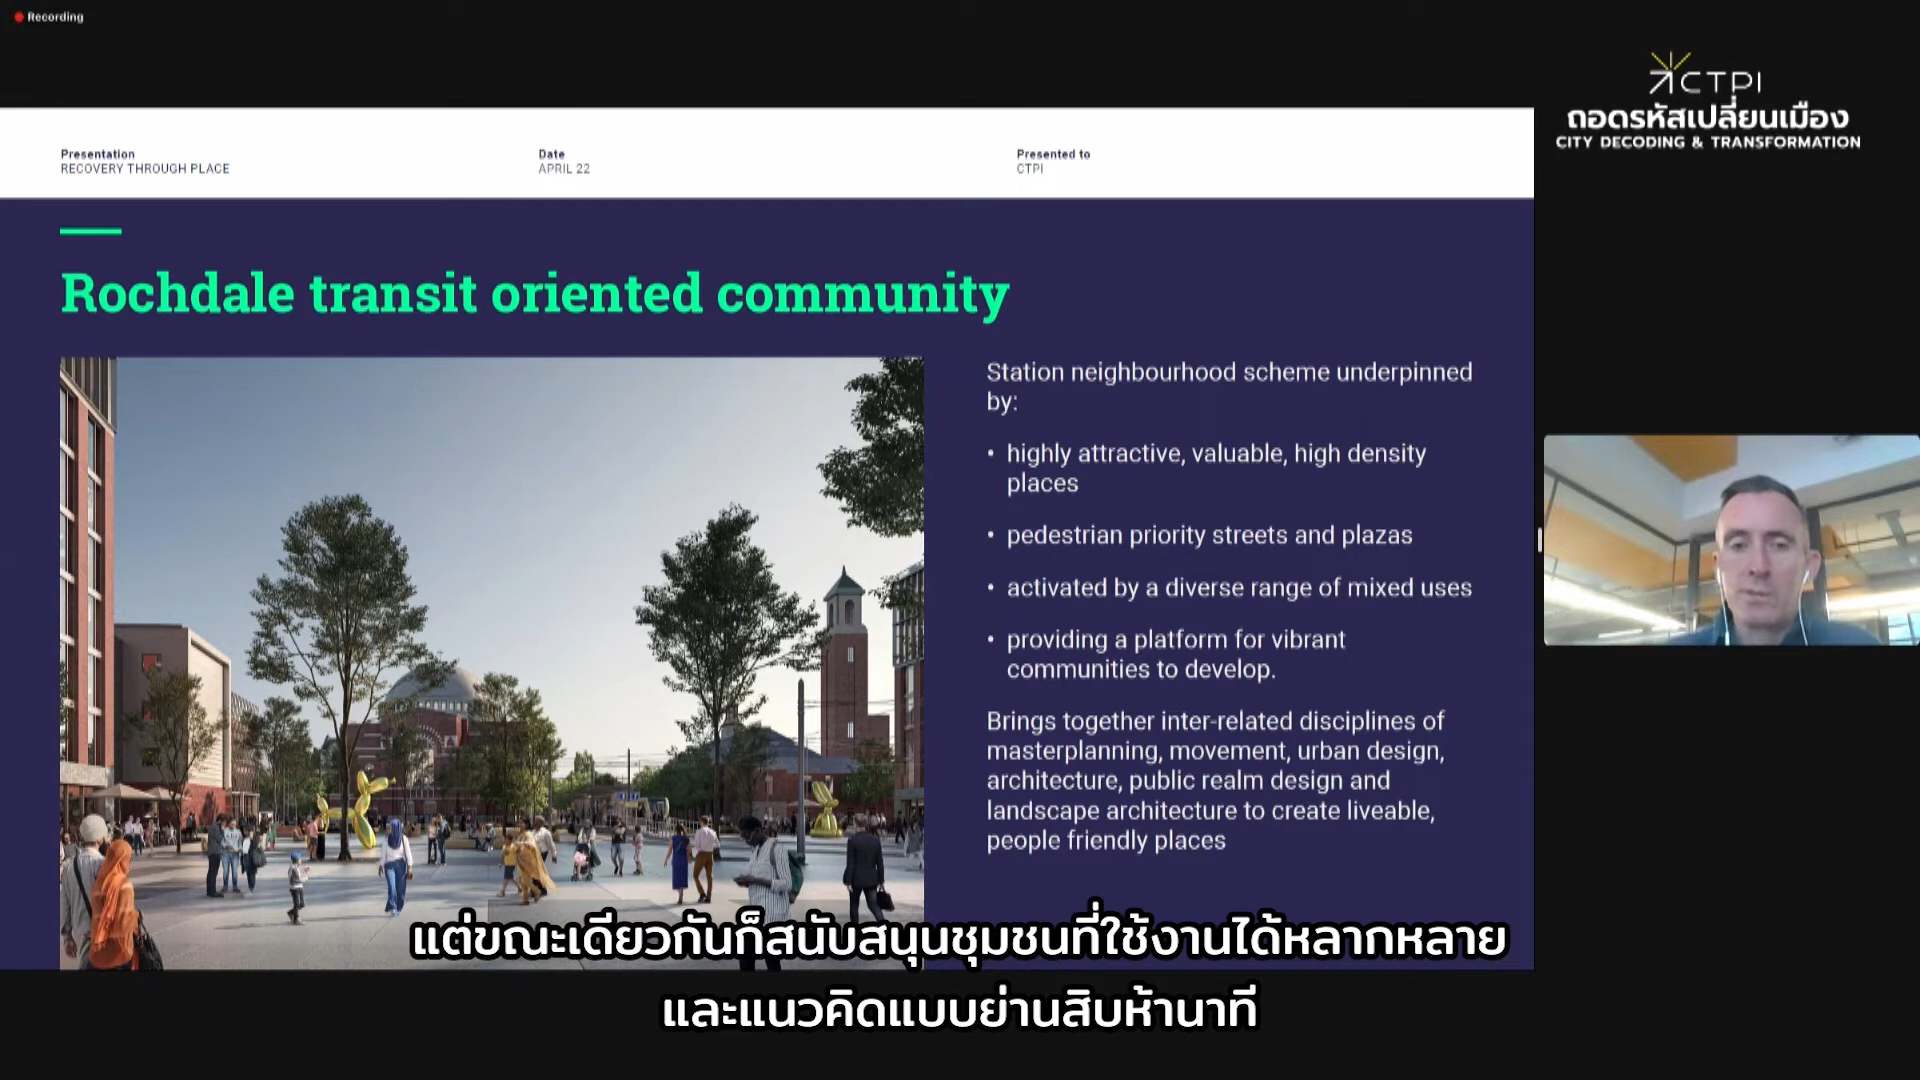 Recording
CTPI
ถอดรหัสเปลี่ยนเมือง
CITY DECODING & TRANSFORMATION
Presentation
RECOVERY THROUGH PLACE
Date
APRIL 22
Presented to
CTPI
Rochdale transit oriented community
Station neighbourhood scheme underpinned
by:
• highly attractive, valuable, high density
places
• pedestrian priority streets and plazas
• activated by a diverse range of mixed uses
• providing a platform for vibrant
communities to develop.
Brings together inter-related disciplines of
masterplanning, movement, urban design,
architecture, public realm design and
landscape architecture to create liveable,
people friendly places
แต่ขณะเดียวกันก็สนับสนุนชุมชนที่ใช้งานได้หลากหลาย
และแนวคิดแบบย่านสิบห้านาที